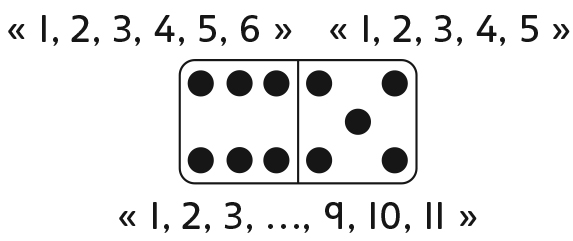 « 1, 2, 3, 4, 5, 6 » « 1, 2, 3, 4, 5 »
« 1, 2, 3, ..., 9, 10, 11 »